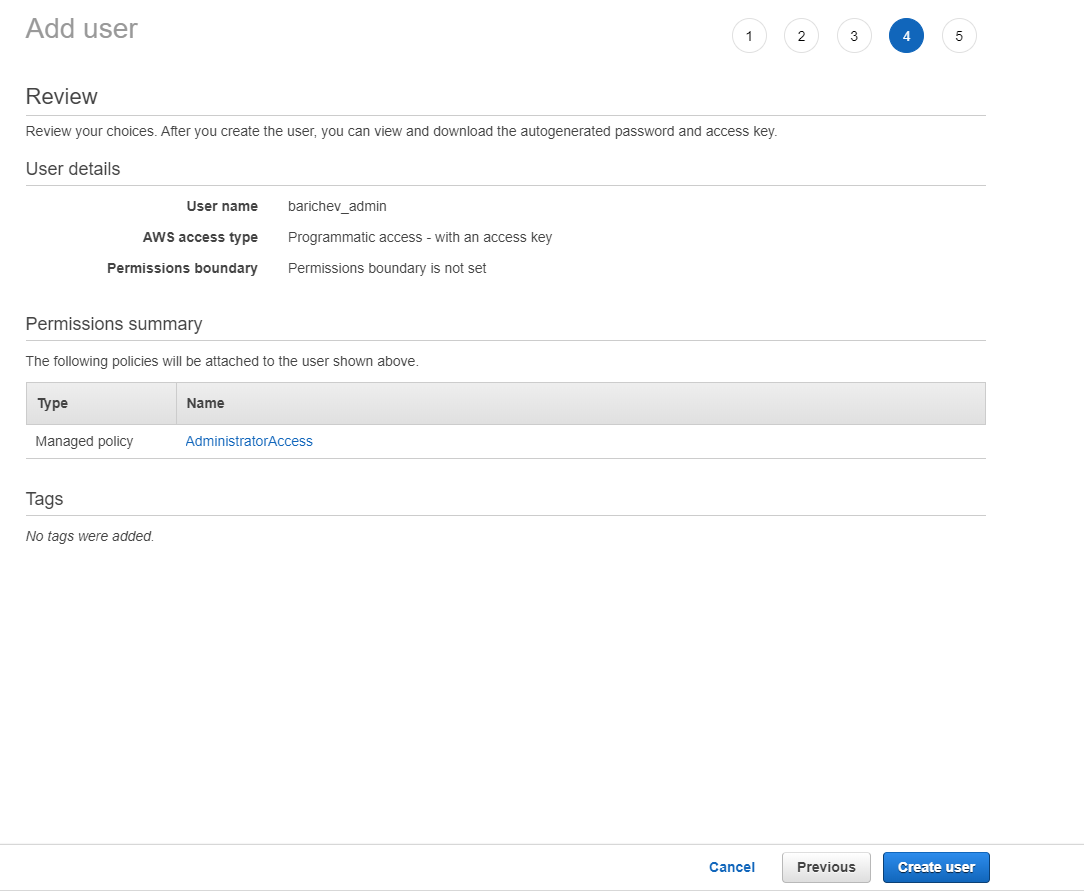 Add user
1 2 3 4 5
Review
Review your choices. After you create the user, you can view and download the autogenerated password and access key.
User details
User name barichev_admin
AWS access type Programmatic access - with an access key
Permissions boundary Permissions boundary is not set
Permissions summary
The following policies will be attached to the user shown above.
Type Name
Managed policy AdministratorAccess
Tags
No tags were added.
Cancel Previous Create user